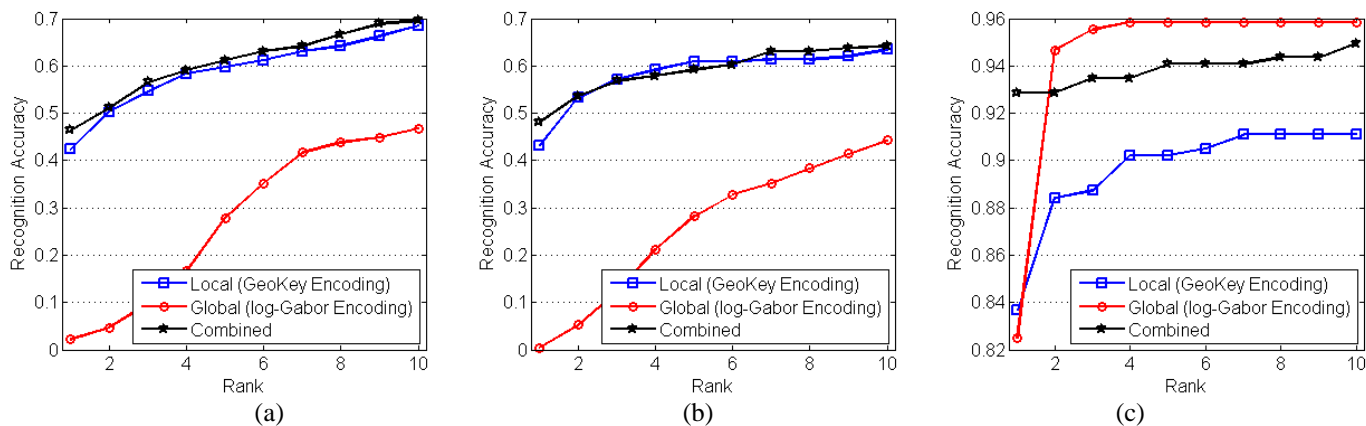 0.7
0.6
0.5
0.4
0.3
0.2
0.1
0
Recognition Accuracy
Local (GeoKey Encoding)
Global (log-Gabor Encoding)
Combined
2 4 6 8 10
Rank
(a)
0.7
0.6
0.5
0.4
0.3
0.2
0.1
0
Recognition Accuracy
Local (GeoKey Encoding)
Global (log-Gabor Encoding)
Combined
2 4 6 8 10
Rank
(b)
0.96
0.94
0.92
0.9
0.88
0.86
0.84
0.82
Recognition Accuracy
Local (GeoKey Encoding)
Global (log-Gabor Encoding)
Combined
2 4 6 8 10
Rank
(c)